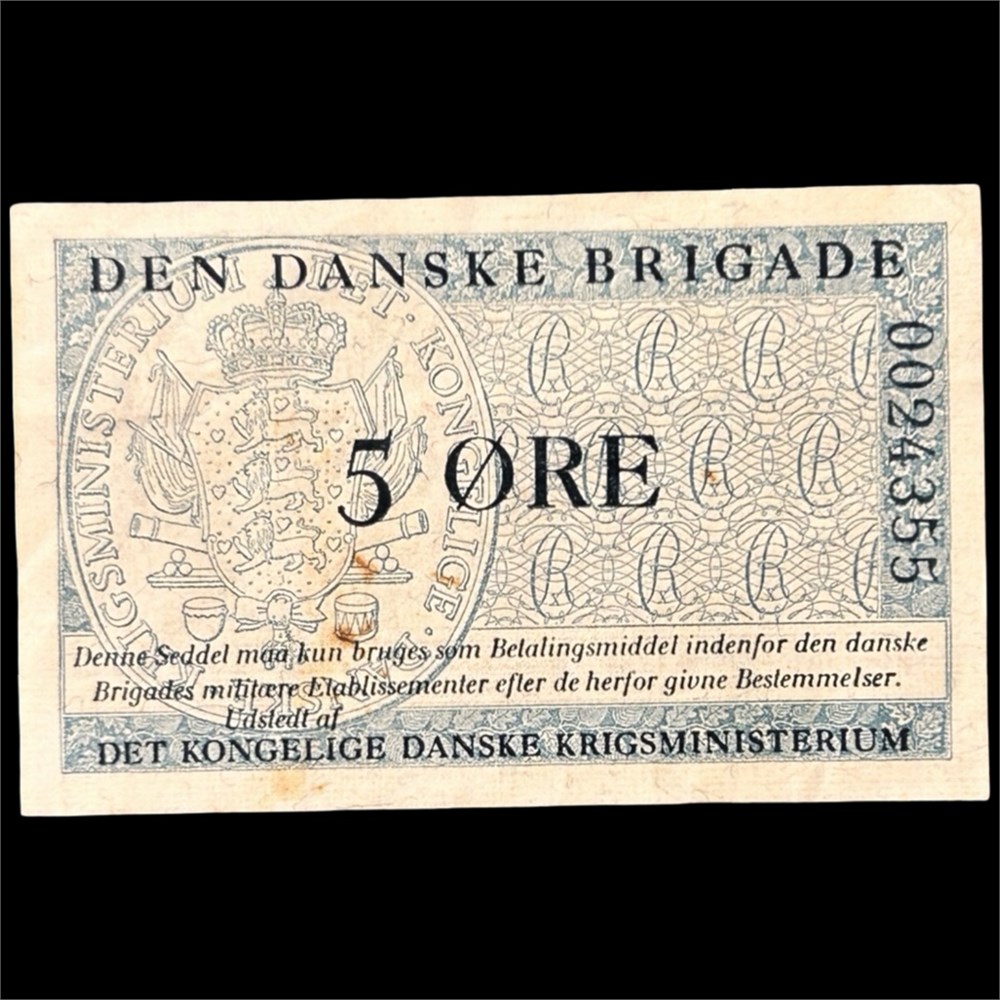 DEN DANSKE BRIGADE
5 ØRE
0024355
DET KONGELIGE DANSKE KRIGSMINISTERIUM
Denne Seddel maa kun bruges som Betalingsmiddel indenfor den danske
Brigades militære Etablissementer efter de herfor givne Bestemmelser.
Udstedt af
DET KONGELIGE DANSKE KRIGSMINISTERIUM